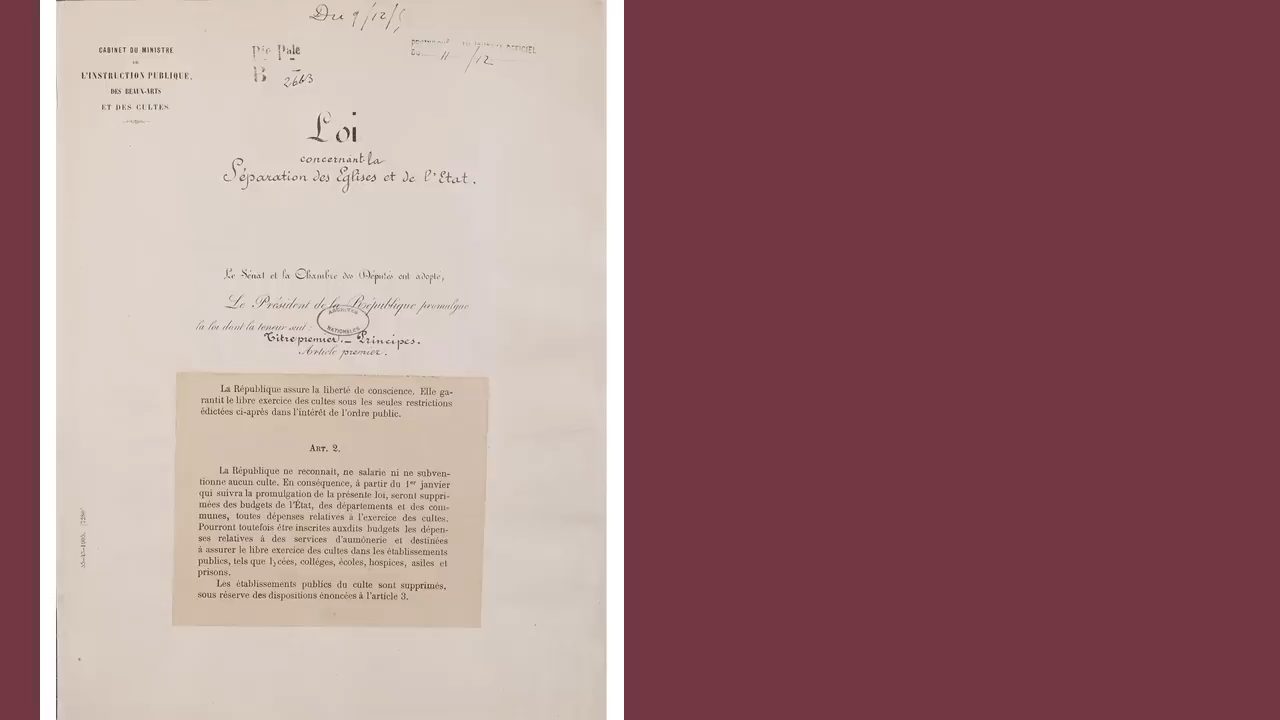 Du 9/12/5
CABINET DU MINISTRE
DE
L'INSTRUCTION PUBLIQUE,
DES BEAUX-ARTS
ET DES CULTES
B 2663
OFFICIEL
Du 11/12
Loi
concernant la
Séparation des Eglises et de l'Etat.
Le Sénat et la Chambre des Députés ont adopté,
Le Président de la République promulgue
la loi dont la teneur suit :
ARCHIVES
NATIONALES
Titre premier._ Principes.
Article premier.
La République assure la liberté de conscience. Elle ga-
rantit le libre exercice des cultes sous les seules restrictions
édictées ci-après dans l'intérêt de l'ordre public.
ART. 2.
La République ne reconnaît, ne salarie ni ne subven-
tionne aucun culte. En conséquence, à partir du 1er janvier
qui suivra la promulgation de la présente loi, seront suppri-
mées des budgets de l'État, des départements et des com-
munes, toutes dépenses relatives à l'exercice des cultes.
Pourront toutefois être inscrites auxdits budgets les dépen-
ses relatives à des services d'aumônerie et destinées
à assurer le libre exercice des cultes dans les établissements
publics, tels que lycées, collèges, écoles, hospices, asiles et
prisons.
Les établissements publics du culte sont supprimés,
sous réserve des dispositions énoncées à l'article 3.